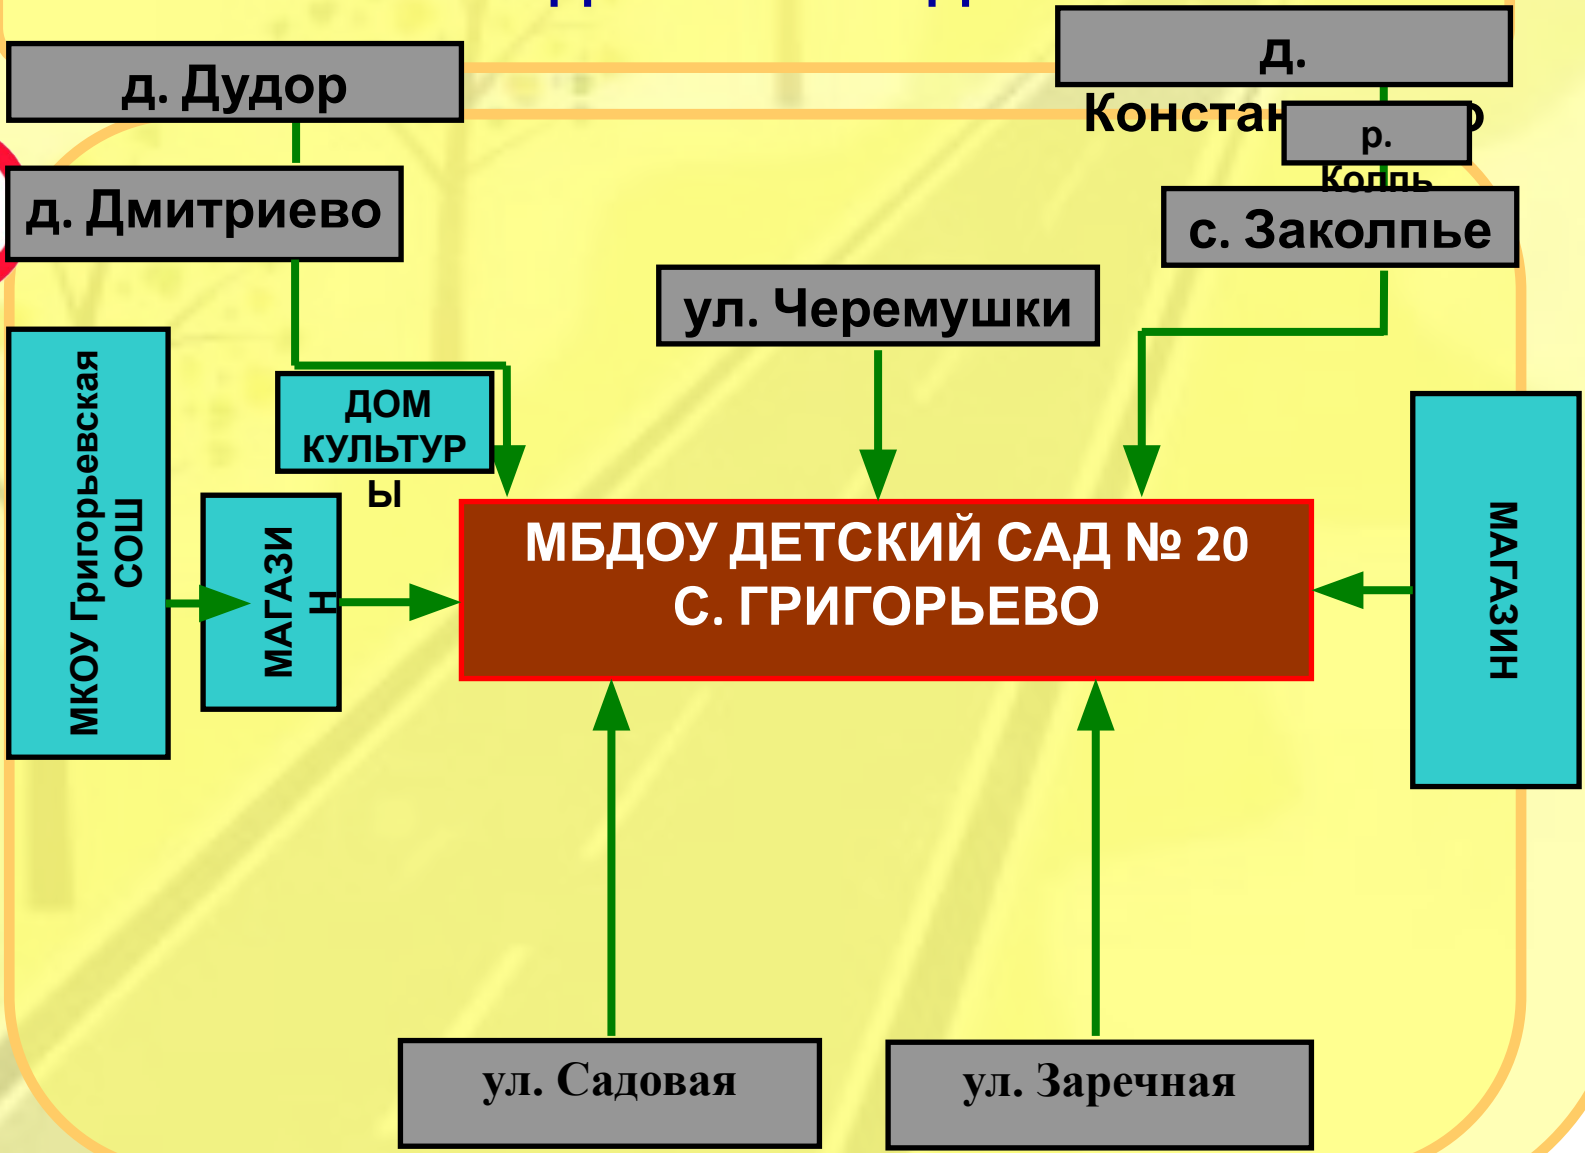 д. Дудор
д.
р.
Колпь
д. Дмитриево
с. Заколпье
ул. Черемушки
МКОУ Григорьевская
СОШ
ДОМ
КУЛЬТУР
Ы
МАГАЗИ
Н
МБДОУ ДЕТСКИЙ САД № 20
С. ГРИГОРЬЕВО
МАГАЗИН
ул. Садовая
ул. Заречная